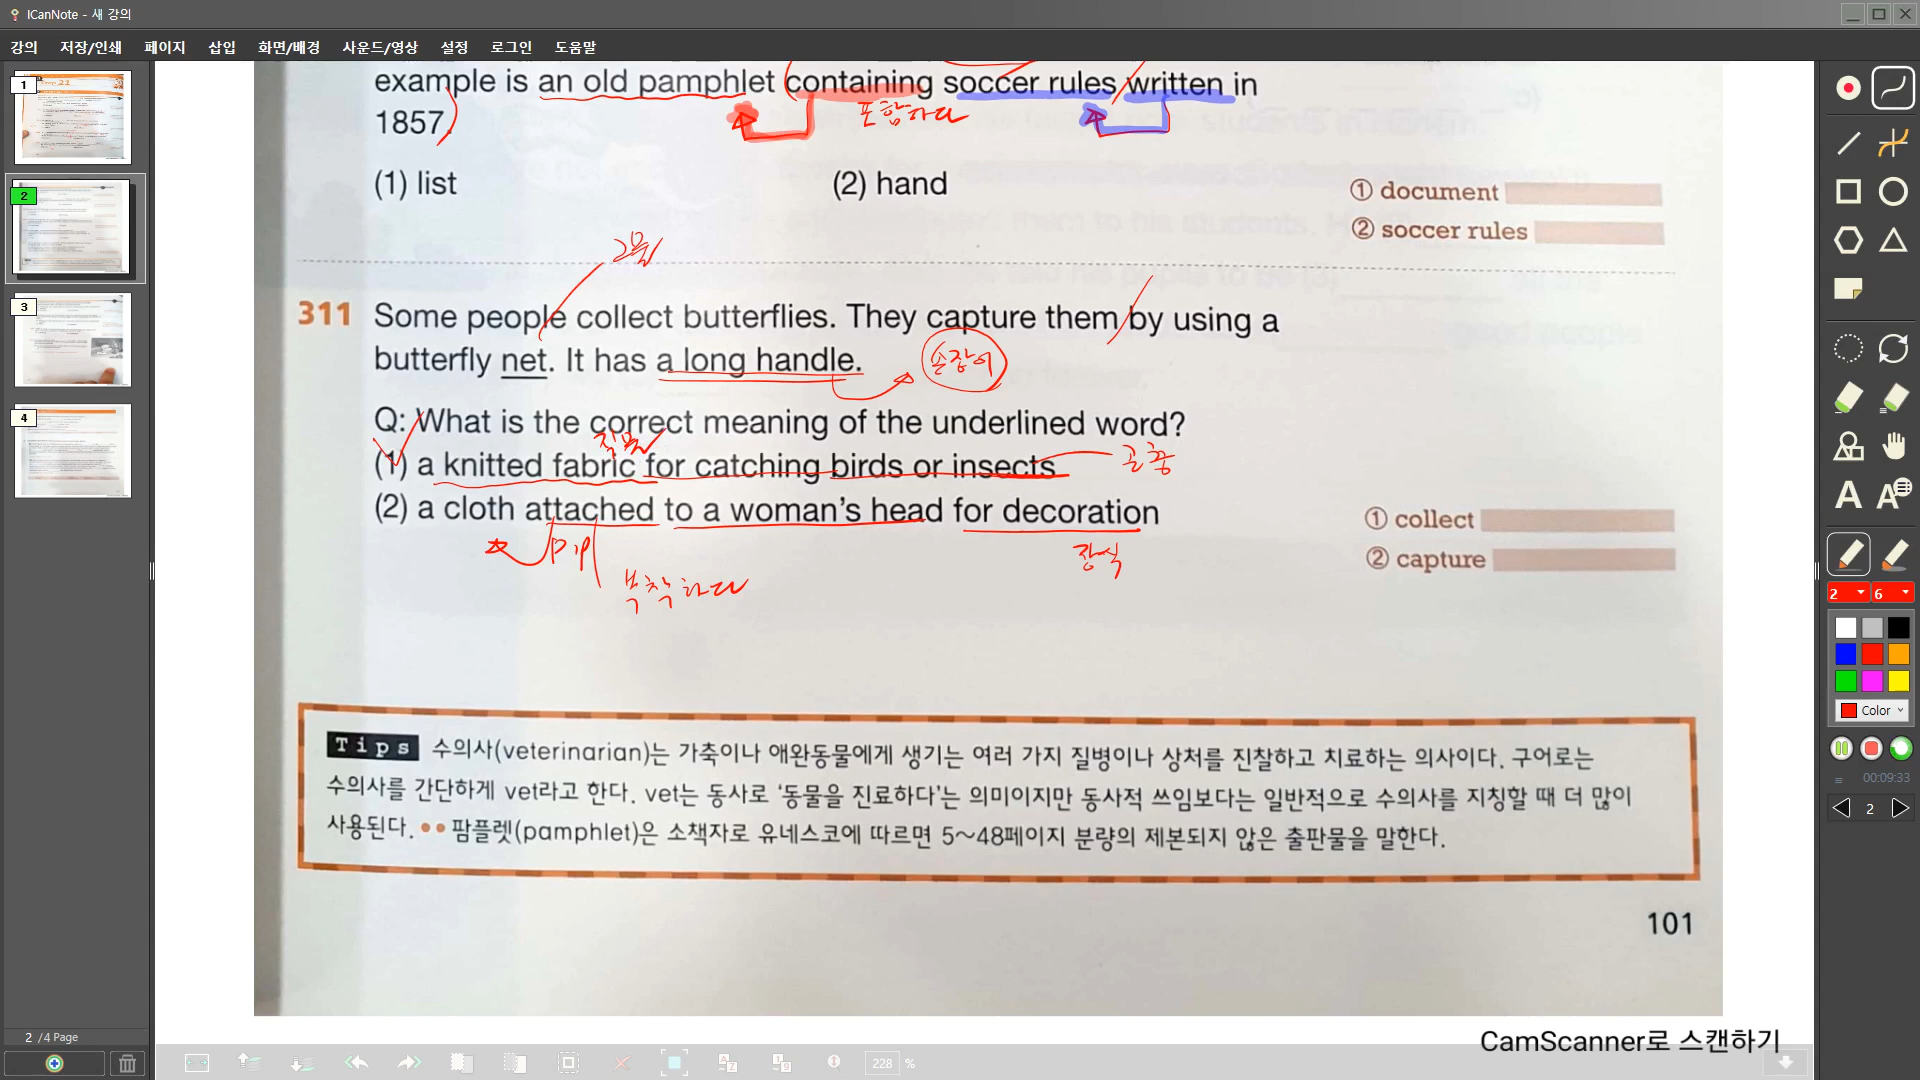 ICanNote - 새 강의
강의 저장/인쇄 페이지 삽입 화면/배경 사운드/영상 설정 로그인 도움말
1
2
3
4
example is an old pamphlet containing soccer rules written in
1857.
포함하다
(1) list (2) hand
① document
② soccer rules
그물
311 Some people collect butterflies. They capture them by using a
butterfly net. It has a long handle.
손잡이
Q: What is the correct meaning of the underlined word?
직물
(1) a knitted fabric for catching birds or insects
곤충
(2) a cloth attached to a woman's head for decoration
p.p
장식
부착하다
① collect
② capture
Tips 수의사(veterinarian)는 가축이나 애완동물에게 생기는 여러 가지 질병이나 상처를 진찰하고 치료하는 의사이다. 구어로는
수의사를 간단하게 vet라고 한다. vet는 동사로 '동물을 진료하다'는 의미이지만 동사적 쓰임보다는 일반적으로 수의사를 지칭할 때 더 많이
사용된다. ●● 팜플렛(pamphlet)은 소책자로 유네스코에 따르면 5~48페이지 분량의 제본되지 않은 출판물을 말한다.
101
CamScanner로 스캔하기
2 6
Color
00:09:33
2
2 /4 Page
228 %